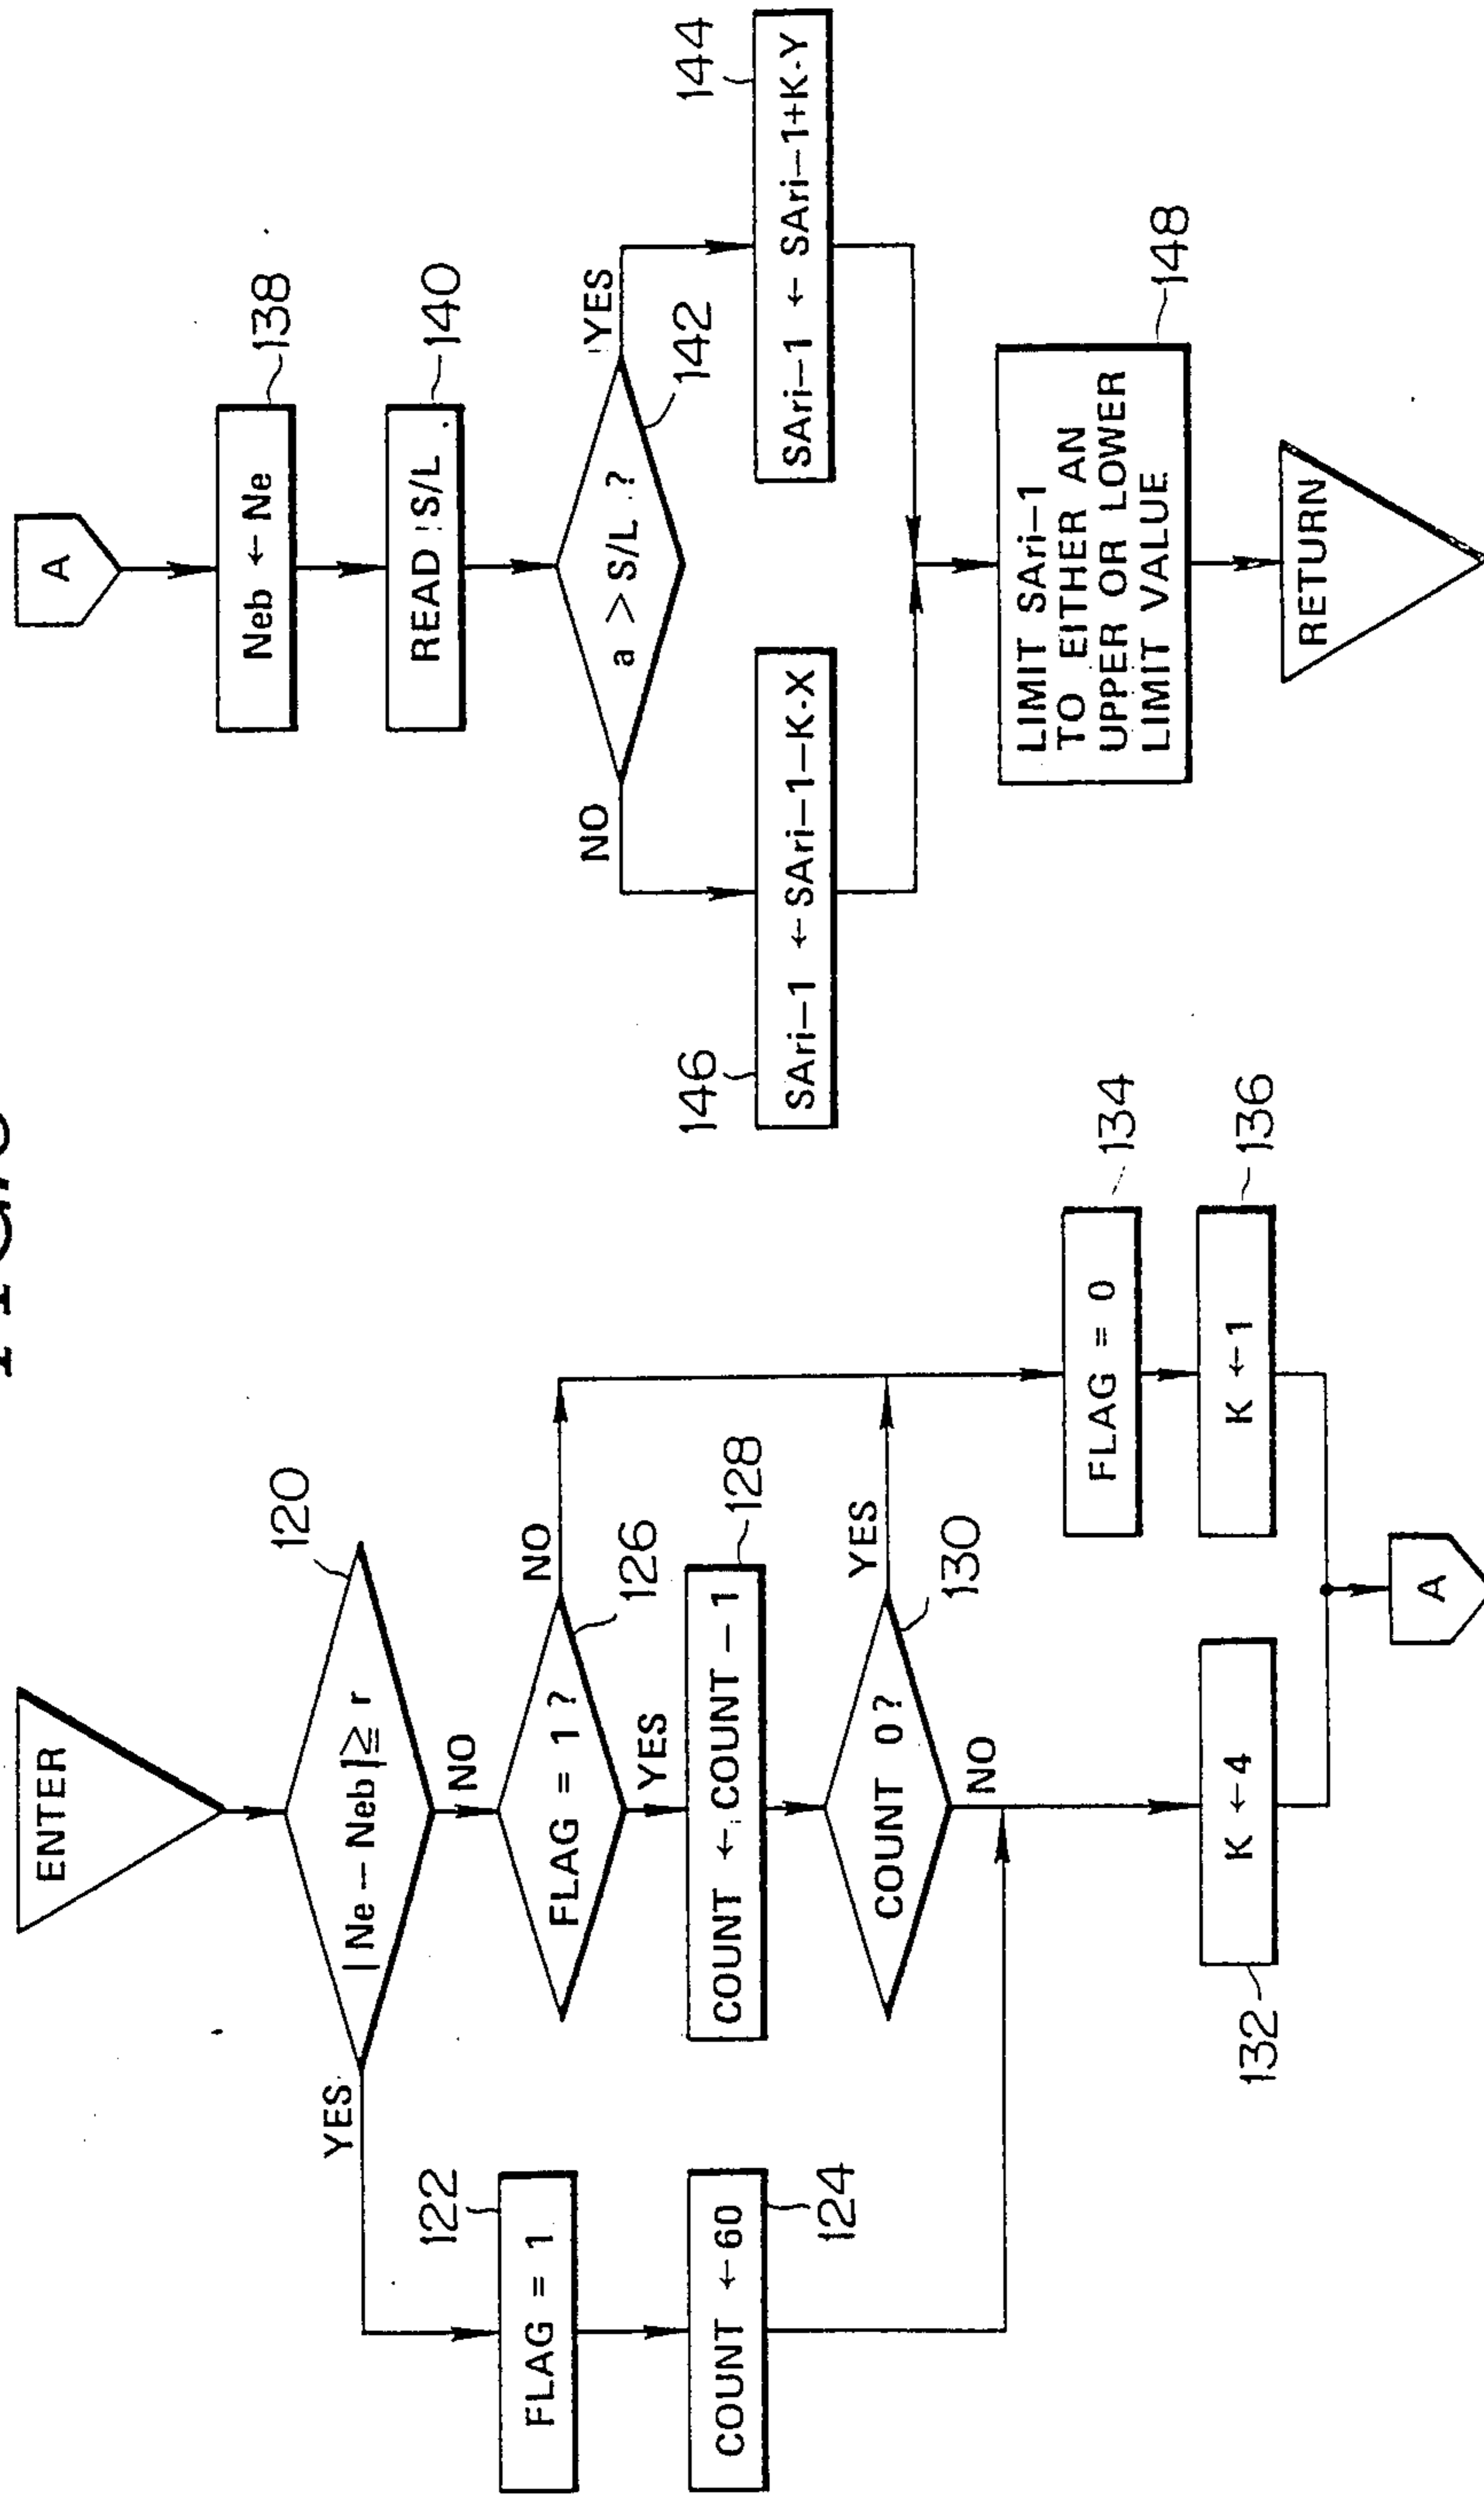 ENTER
120
|Ne-Neb|≥r
YES
NO
122
FLAG = 1
FLAG = 1?
126
NO
YES
COUNT ← 60
124
COUNT ← COUNT-1
128
COUNT 0?
130
YES
NO
FLAG = 0
134
132
K ← 4
K ← 1
136
A
A
Neb ← Ne
138
READ S/L
140
a > S/L ?
142
NO
YES
146
SAri-1 ← SAri-1-K·X
144
SAri-1 ← SAri-1+K·Y
LIMIT SAri-1
TO EITHER AN
UPPER OR LOWER
LIMIT VALUE
148
RETURN